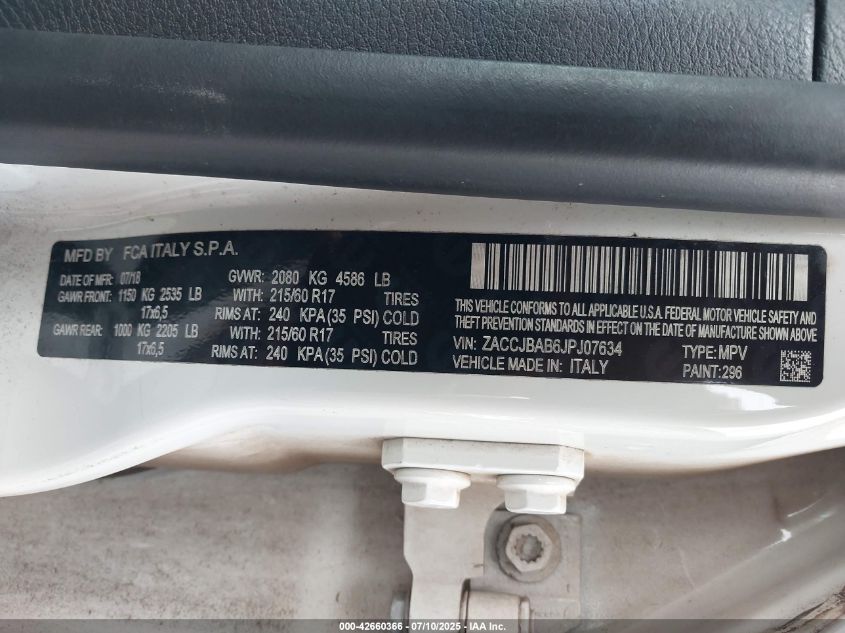 MFD BY FCA ITALY S.P.A.
DATE OF MFR: 07/18 GVWR: 2080 KG 4586 LB
GAWR FRONT: 1150 KG 2535 LB WITH: 215/60 R17 TIRES
17x6,5 RIMS AT: 240 KPA (35 PSI) COLD
GAWR REAR: 1000 KG 2205 LB WITH: 215/60 R17 TIRES
17x6,5 RIMS AT: 240 KPA (35 PSI) COLD
THIS VEHICLE CONFORMS TO ALL APPLICABLE U.S.A. FEDERAL MOTOR VEHICLE SAFETY AND
THEFT PREVENTION STANDARDS IN EFFECT ON THE DATE OF MANUFACTURE SHOWN ABOVE.
VIN: ZACCJBAB6JPJ07634 TYPE: MPV
VEHICLE MADE IN: ITALY PAINT: 296
000-42660366 - 07/10/2025 - IAA Inc.